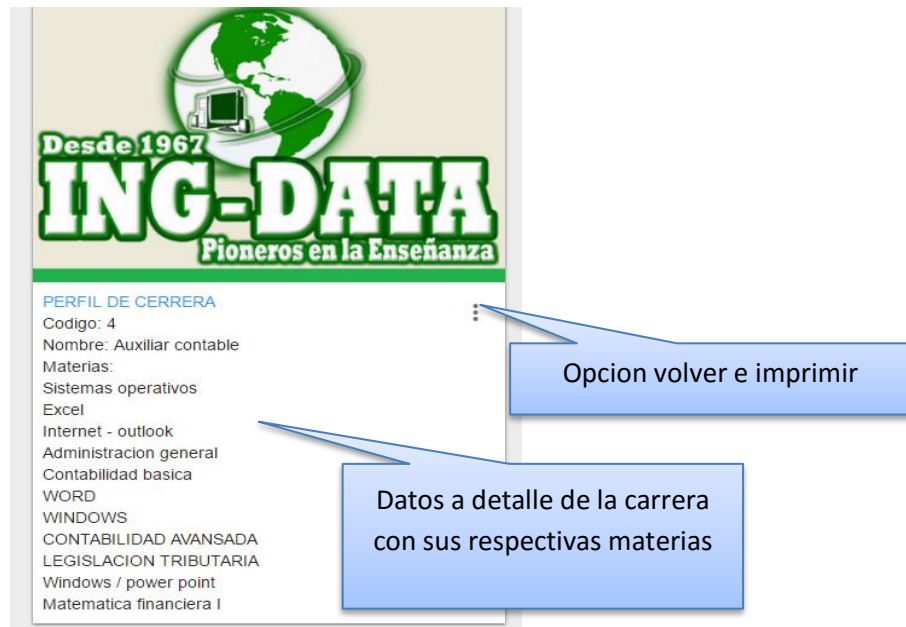 Desde 1967
ING-DATA
Pioneros en la Enseñanza
PERFIL DE CERRERA
Codigo: 4
Nombre: Auxiliar contable
Materias:
Sistemas operativos
Excel
Internet - outlook
Administracion general
Contabilidad basica
WORD
WINDOWS
CONTABILIDAD AVANSADA
LEGISLACION TRIBUTARIA
Windows / power point
Matematica financiera I
Opcion volver e imprimir
Datos a detalle de la carrera
con sus respectivas materias